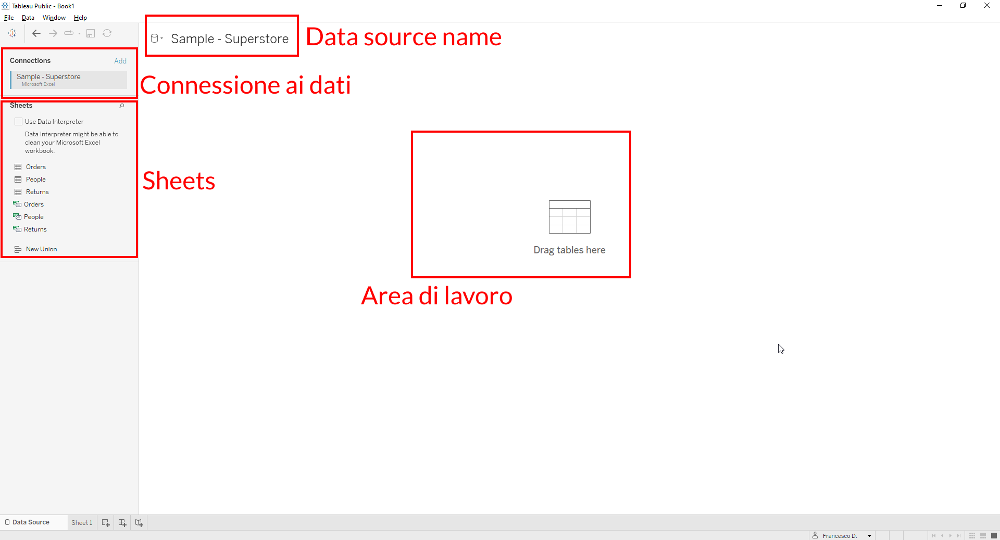 Tableau Public - Book1
File Data Window Help
Sample - Superstore
Data source name
Connections Add
Sample - Superstore
Microsoft Excel
Connessione ai dati
Sheets
Use Data Interpreter
Data Interpreter might be able to
clean your Microsoft Excel
workbook.
Orders
People
Returns
Orders
People
Returns
New Union
Sheets
Drag tables here
Area di lavoro
Data Source Sheet 1
Francesco D.